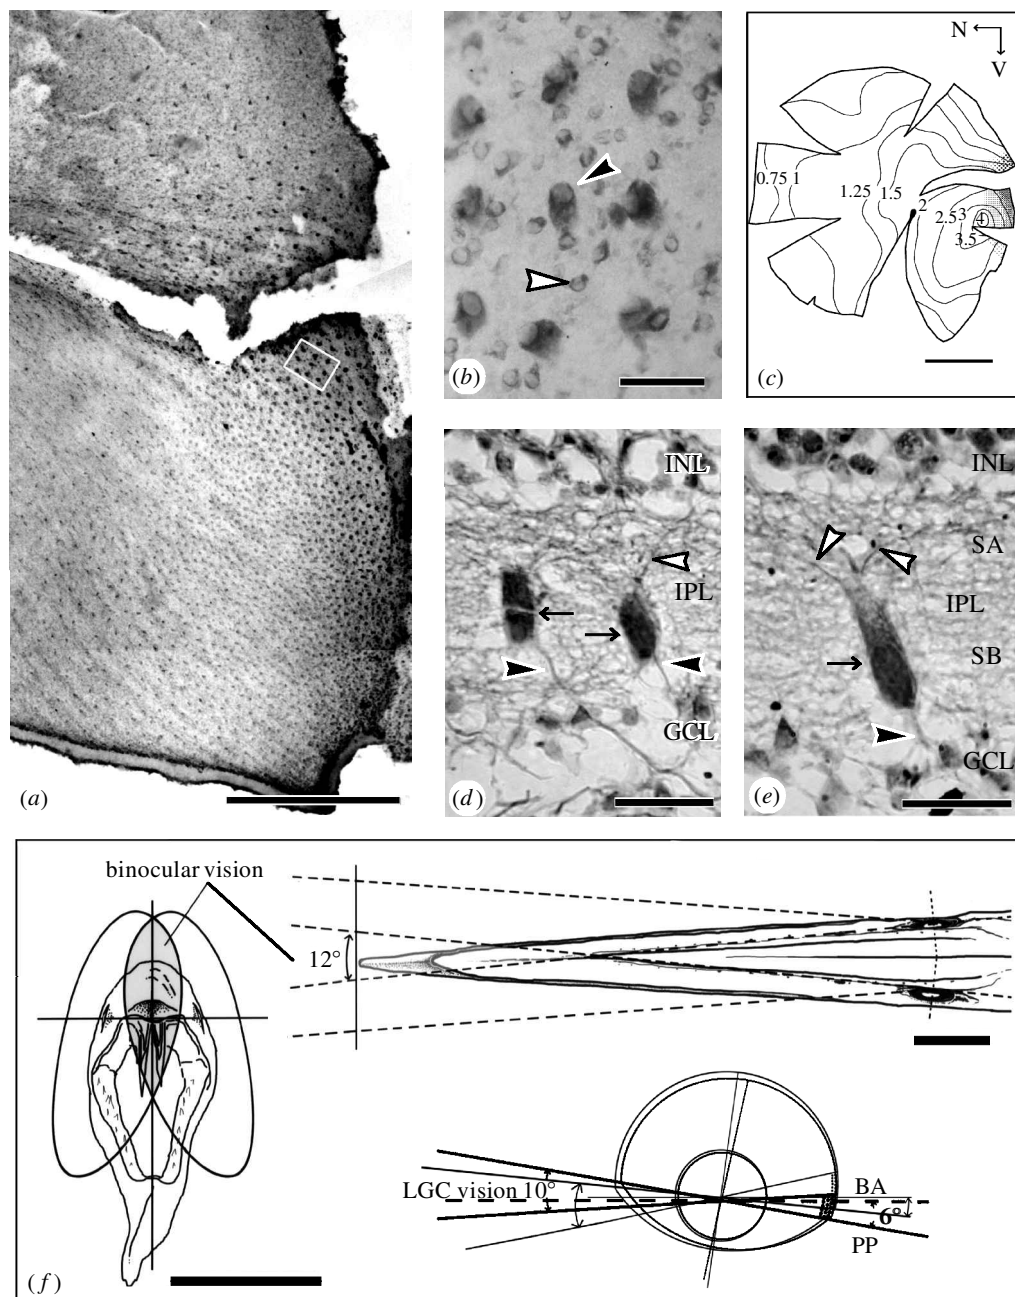 (a)
(b)
N
V
0.75 1
1.25
1.5
2
2.5
3
4
3.5
(c)
INL
IPL
GCL
(d)
INL
SA
IPL
SB
GCL
(e)
binocular vision
12°
LGC vision 10°
BA
6°
PP
(f)